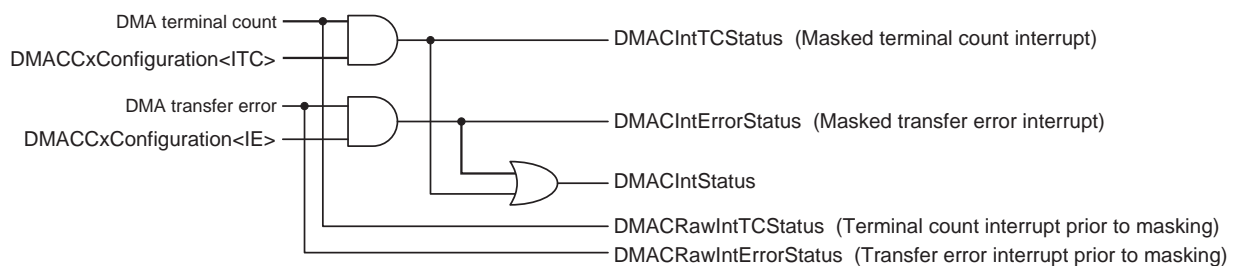 DMA terminal count
DMACIntTCStatus (Masked terminal count interrupt)
DMACCxConfiguration<ITC>
DMA transfer error
DMACIntErrorStatus (Masked transfer error interrupt)
DMACCxConfiguration<IE>
DMACIntStatus
DMACRawIntTCStatus (Terminal count interrupt prior to masking)
DMACRawIntErrorStatus (Transfer error interrupt prior to masking)